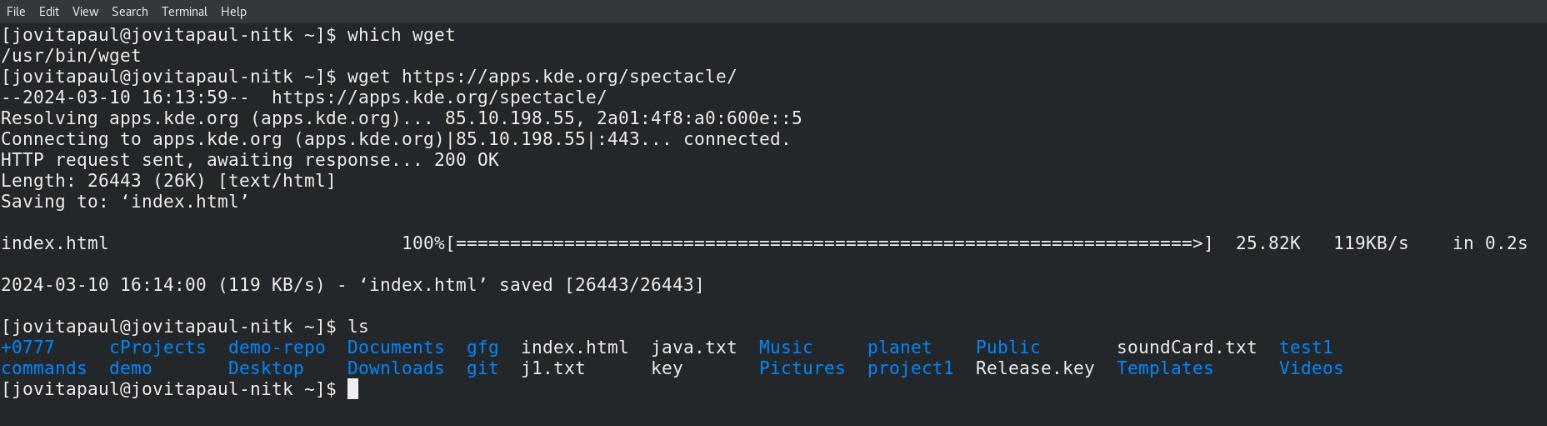 File Edit View Search Terminal Help
[jovitapaul@jovitapaul-nitk ~]$ which wget
/usr/bin/wget
[jovitapaul@jovitapaul-nitk ~]$ wget https://apps.kde.org/spectacle/
--2024-03-10 16:13:59--  https://apps.kde.org/spectacle/
Resolving apps.kde.org (apps.kde.org)... 85.10.198.55, 2a01:4f8:a0:600e::5
Connecting to apps.kde.org (apps.kde.org)|85.10.198.55|:443... connected.
HTTP request sent, awaiting response... 200 OK
Length: 26443 (26K) [text/html]
Saving to: ‘index.html’
index.html                           100%[====================================================================>]  25.82K   119KB/s    in 0.2s
2024-03-10 16:14:00 (119 KB/s) - ‘index.html’ saved [26443/26443]
[jovitapaul@jovitapaul-nitk ~]$ ls
+0777     cProjects  demo-repo  Documents  gfg  index.html  java.txt  Music     planet    Public       soundCard.txt  test1
commands  demo       Desktop    Downloads  git  j1.txt      key       Pictures  project1  Release.key  Templates      Videos
[jovitapaul@jovitapaul-nitk ~]$